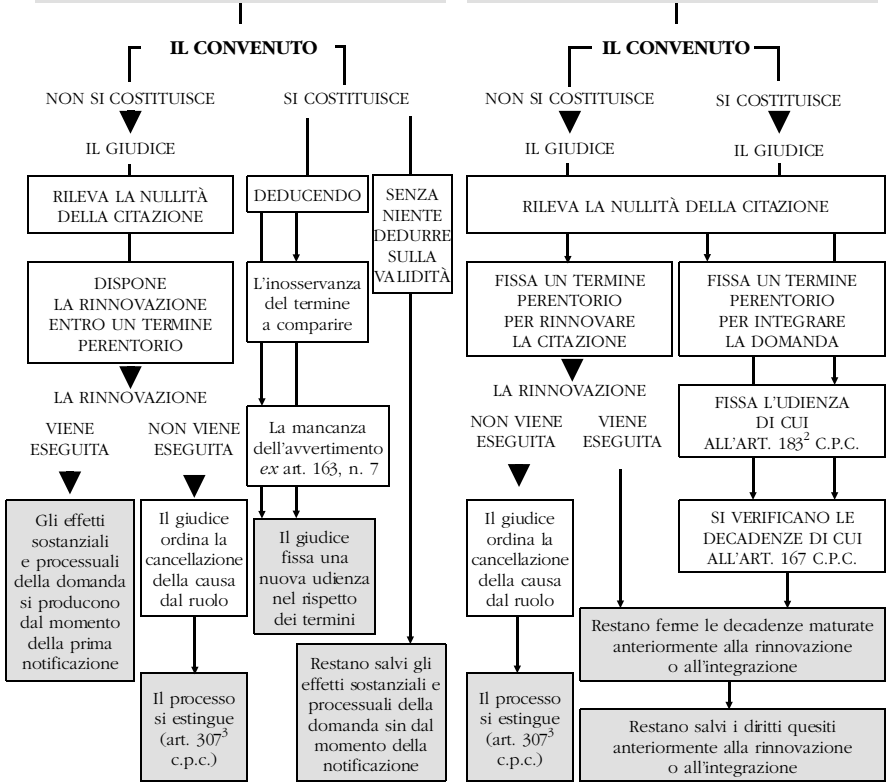 IL CONVENUTO
NON SI COSTITUISCE
SI COSTITUISCE
IL GIUDICE
RILEVA LA NULLITÀ
DELLA CITAZIONE
DEDUCENDO
SENZA
NIENTE
DEDURRE
SULLA
VALIDITÀ
DISPONE
LA RINNOVAZIONE
ENTRO UN TERMINE
PERENTORIO
L'inosservanza
del termine
a comparire
LA RINNOVAZIONE
VIENE
ESEGUITA
NON VIENE
ESEGUITA
La mancanza
dell'avvertimento
ex art. 163, n. 7
Gli effetti
sostanziali
e processuali
della domanda
si producono
dal momento
della prima
notificazione
Il giudice
ordina la
cancellazione
della causa
dal ruolo
Il giudice
fissa una
nuova udienza
nel rispetto
dei termini
Il processo
si estingue
(art. 307³
c.p.c.)
Restano salvi gli
effetti sostanziali e
processuali della
domanda sin dal
momento della
notificazione
IL CONVENUTO
NON SI COSTITUISCE
SI COSTITUISCE
IL GIUDICE
IL GIUDICE
RILEVA LA NULLITÀ DELLA CITAZIONE
FISSA UN TERMINE
PERENTORIO
PER RINNOVARE
LA CITAZIONE
FISSA UN TERMINE
PERENTORIO
PER INTEGRARE
LA DOMANDA
LA RINNOVAZIONE
NON VIENE
ESEGUITA
VIENE
ESEGUITA
FISSA L'UDIENZA
DI CUI
ALL'ART. 183² C.P.C.
Il giudice
ordina la
cancellazione
della causa
dal ruolo
SI VERIFICANO LE
DECADENZE DI CUI
ALL'ART. 167 C.P.C.
Il processo
si estingue
(art. 307³
c.p.c.)
Restano ferme le decadenze maturate
anteriormente alla rinnovazione
o all'integrazione
Restano salvi i diritti quesiti
anteriormente alla rinnovazione
o all'integrazione